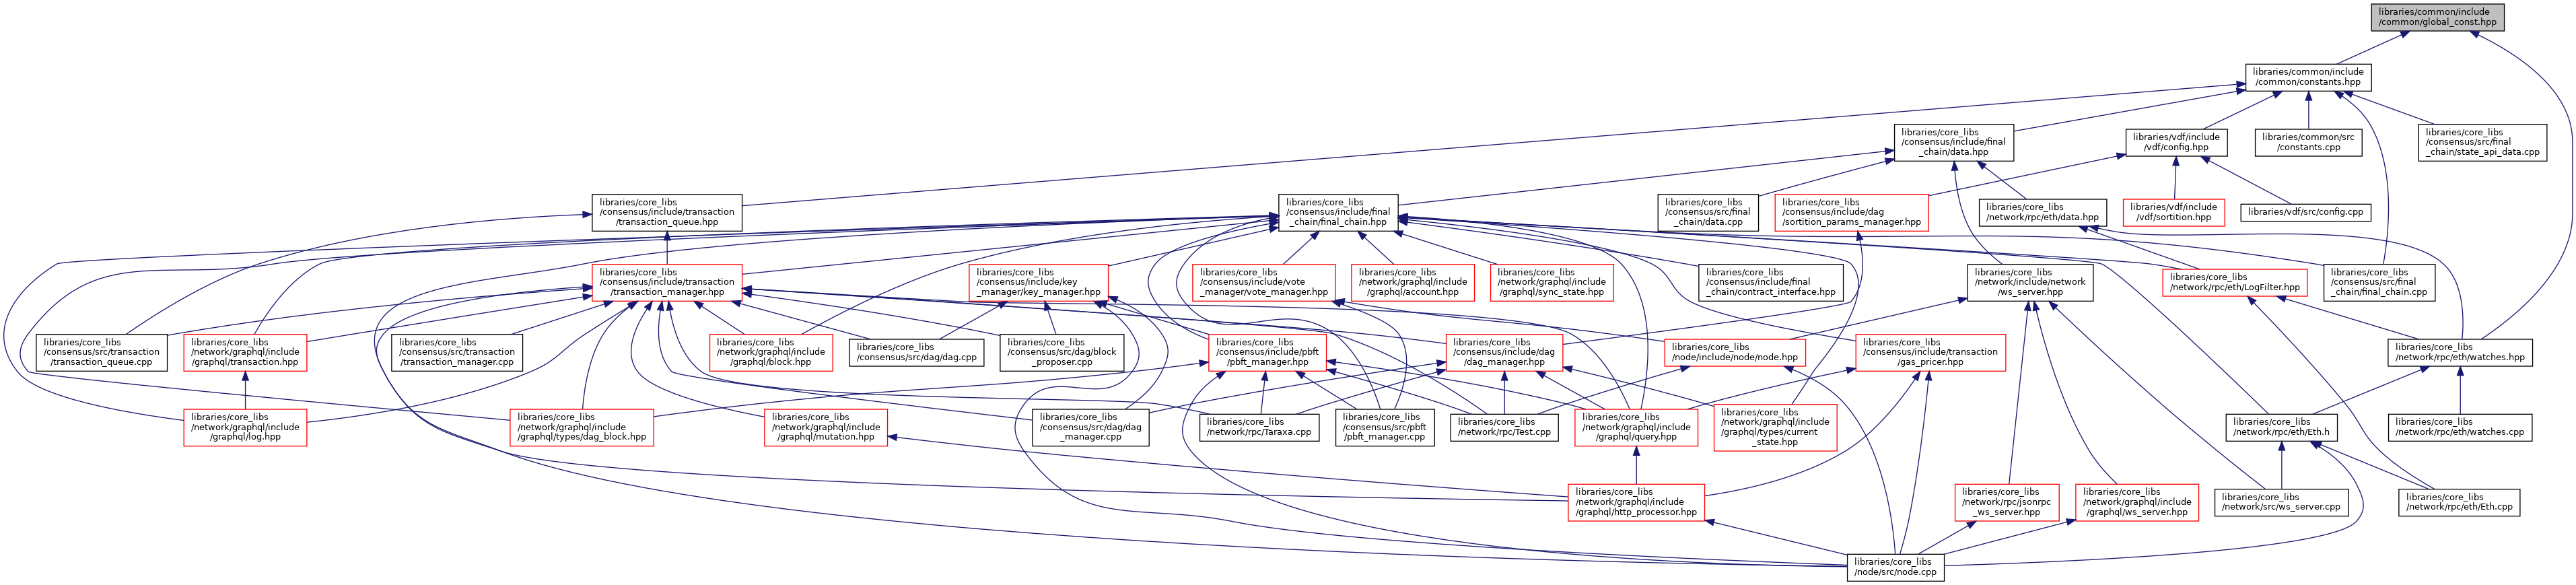 libraries/common/include
/common/global_const.hpp
libraries/common/include
/common/constants.hpp
libraries/core_libs
/consensus/include/final
_chain/data.hpp
libraries/vdf/include
/vdf/config.hpp
libraries/common/src
/constants.cpp
libraries/core_libs
/consensus/src/final
_chain/state_api_data.cpp
libraries/core_libs
/consensus/include/transaction
/transaction_queue.hpp
libraries/core_libs
/consensus/include/final
_chain/final_chain.hpp
libraries/core_libs
/consensus/src/final
_chain/data.cpp
libraries/core_libs
/consensus/include/dag
/sortition_params_manager.hpp
libraries/core_libs
/network/rpc/eth/data.hpp
libraries/vdf/include
/vdf/sortition.hpp
libraries/vdf/src/config.cpp
libraries/core_libs
/consensus/include/transaction
/transaction_manager.hpp
libraries/core_libs
/consensus/include/key
_manager/key_manager.hpp
libraries/core_libs
/consensus/include/vote
_manager/vote_manager.hpp
libraries/core_libs
/network/graphql/include
/graphql/account.hpp
libraries/core_libs
/network/graphql/include
/graphql/sync_state.hpp
libraries/core_libs
/consensus/include/final
_chain/contract_interface.hpp
libraries/core_libs
/network/include/network
/ws_server.hpp
libraries/core_libs
/network/rpc/eth/LogFilter.hpp
libraries/core_libs
/consensus/src/final
_chain/final_chain.cpp
libraries/core_libs
/consensus/src/transaction
/transaction_queue.cpp
libraries/core_libs
/network/graphql/include
/graphql/transaction.hpp
libraries/core_libs
/consensus/src/transaction
/transaction_manager.cpp
libraries/core_libs
/network/graphql/include
/graphql/block.hpp
libraries/core_libs
/consensus/src/dag/dag.cpp
libraries/core_libs
/consensus/src/dag/block
_proposer.cpp
libraries/core_libs
/consensus/include/pbft
/pbft_manager.hpp
libraries/core_libs
/consensus/include/dag
/dag_manager.hpp
libraries/core_libs
/node/include/node/node.hpp
libraries/core_libs
/consensus/include/transaction
/gas_pricer.hpp
libraries/core_libs
/network/rpc/eth/watches.hpp
libraries/core_libs
/network/graphql/include
/graphql/log.hpp
libraries/core_libs
/network/graphql/include
/graphql/types/dag_block.hpp
libraries/core_libs
/network/graphql/include
/graphql/mutation.hpp
libraries/core_libs
/consensus/src/dag/dag
_manager.cpp
libraries/core_libs
/network/rpc/Taraxa.cpp
libraries/core_libs
/consensus/src/pbft
/pbft_manager.cpp
libraries/core_libs
/network/rpc/Test.cpp
libraries/core_libs
/network/graphql/include
/graphql/query.hpp
libraries/core_libs
/network/graphql/include
/graphql/types/current
_state.hpp
libraries/core_libs
/network/rpc/eth/Eth.h
libraries/core_libs
/network/rpc/eth/watches.cpp
libraries/core_libs
/network/graphql/include
/graphql/http_processor.hpp
libraries/core_libs
/network/rpc/jsonrpc
_ws_server.hpp
libraries/core_libs
/network/graphql/include
/graphql/ws_server.hpp
libraries/core_libs
/network/src/ws_server.cpp
libraries/core_libs
/network/rpc/eth/Eth.cpp
libraries/core_libs
/node/src/node.cpp